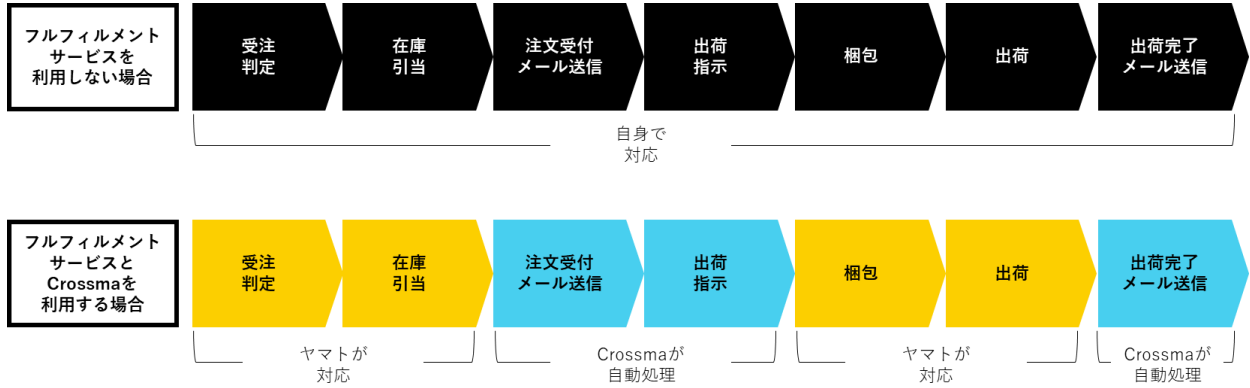 フルフィルメント
サービスを
利用しない場合
受注
判定
在庫
引当
注文受付
メール送信
出荷
指示
梱包
出荷
出荷完了
メール送信
自身で
対応
フルフィルメント
サービスと
Crossmaを
利用する場合
受注
判定
在庫
引当
注文受付
メール送信
出荷
指示
梱包
出荷
出荷完了
メール送信
ヤマトが
対応
Crossmaが
自動処理
ヤマトが
対応
Crossmaが
自動処理